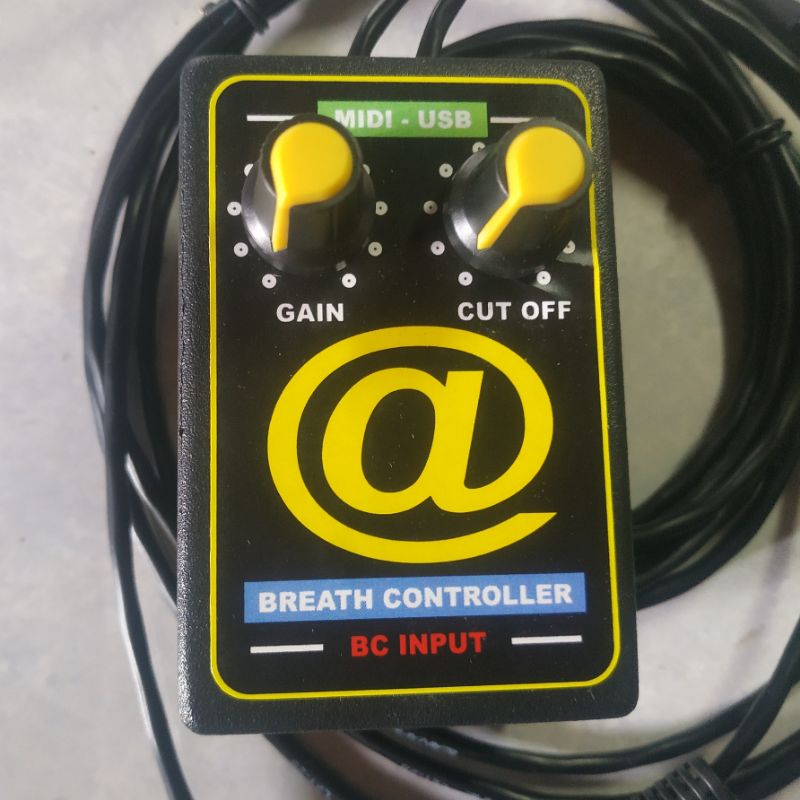 MIDI - USB
GAIN
CUT OFF
@
BREATH CONTROLLER
BC INPUT